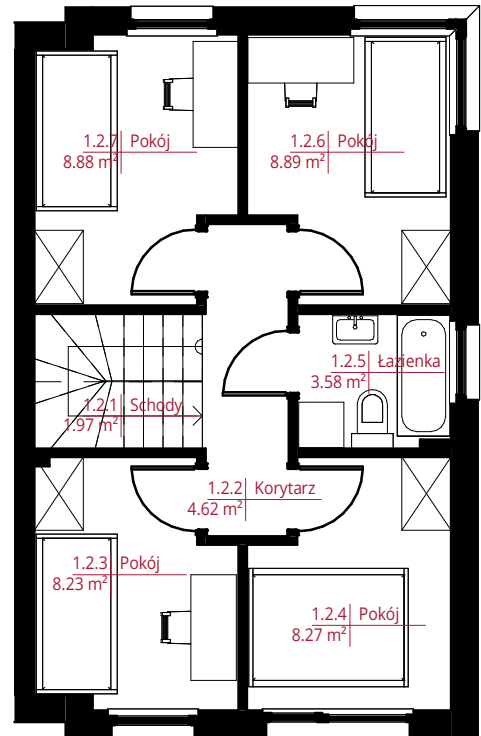 1.2.7 Pokój
8.88 m²
1.2.6 Pokój
8.89 m²
1.2.5 Łazienka
3.58 m²
1.2.1 Schody
1.97 m²
1.2.2 Korytarz
4.62 m²
1.2.3 Pokój
8.23 m²
1.2.4 Pokój
8.27 m²